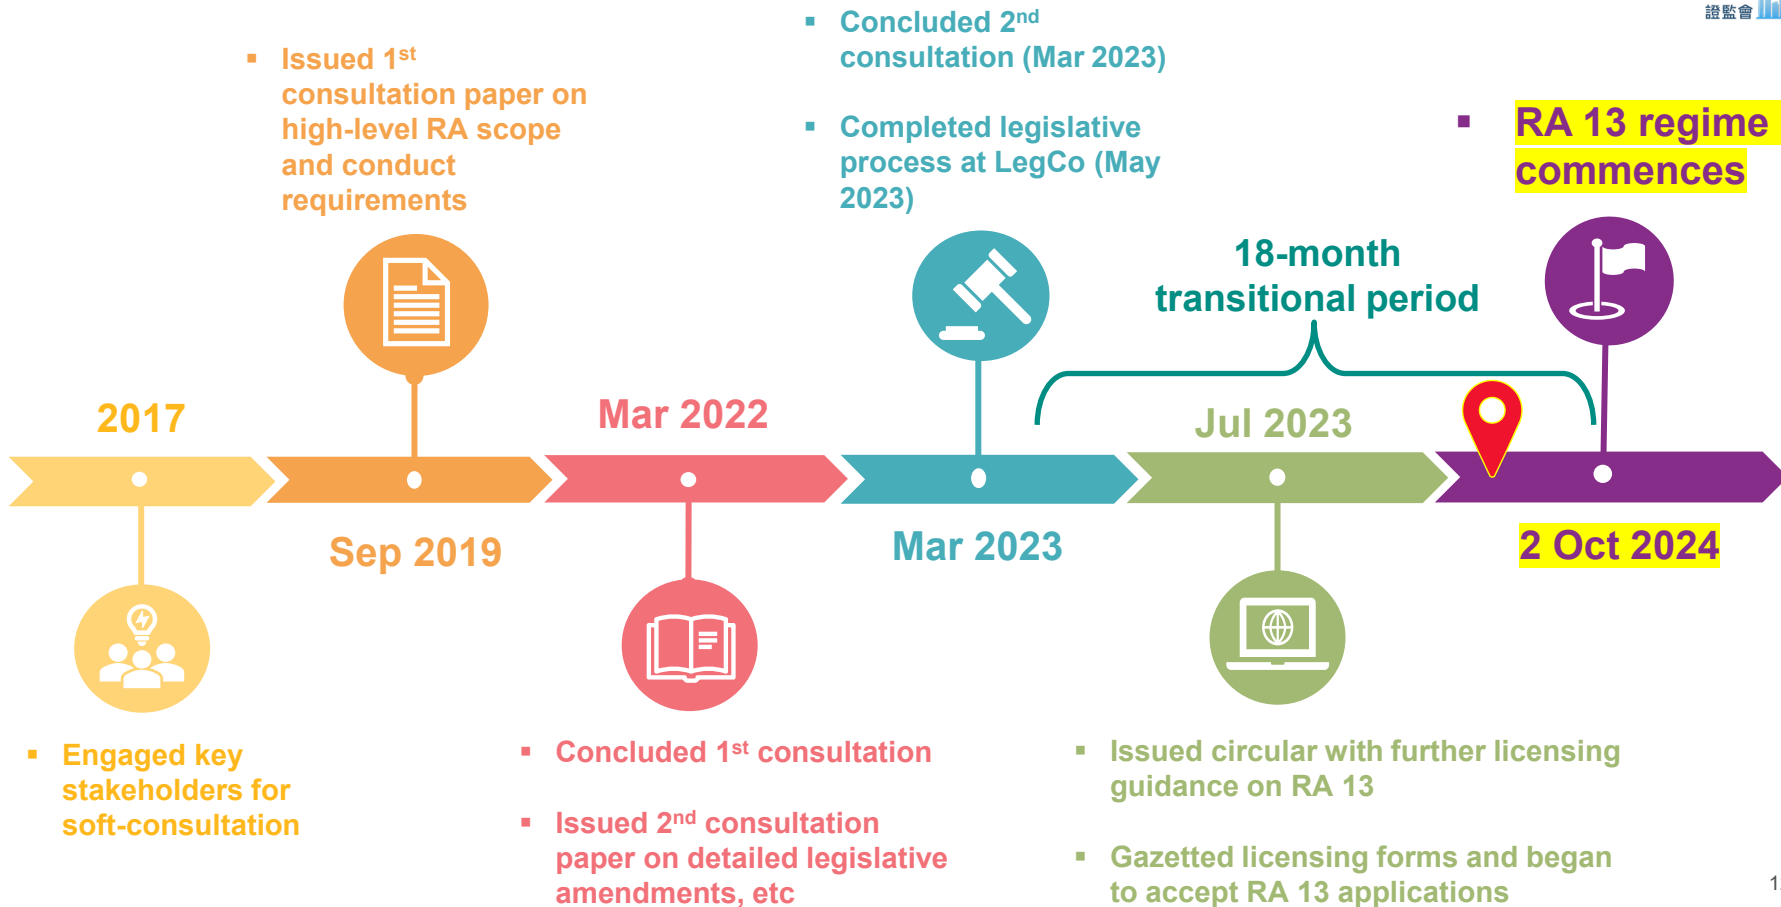 證監會
▪ Issued 1st
consultation paper on
high-level RA scope
and conduct
requirements
▪ Concluded 2nd
consultation (Mar 2023)
▪ Completed legislative
process at LegCo (May
2023)
▪ RA 13 regime
commences
18-month
transitional period
2017
Sep 2019
Mar 2022
Mar 2023
Jul 2023
2 Oct 2024
▪ Engaged key
stakeholders for
soft-consultation
▪ Concluded 1st consultation
▪ Issued 2nd consultation
paper on detailed legislative
amendments, etc
▪ Issued circular with further licensing
guidance on RA 13
▪ Gazetted licensing forms and began
to accept RA 13 applications